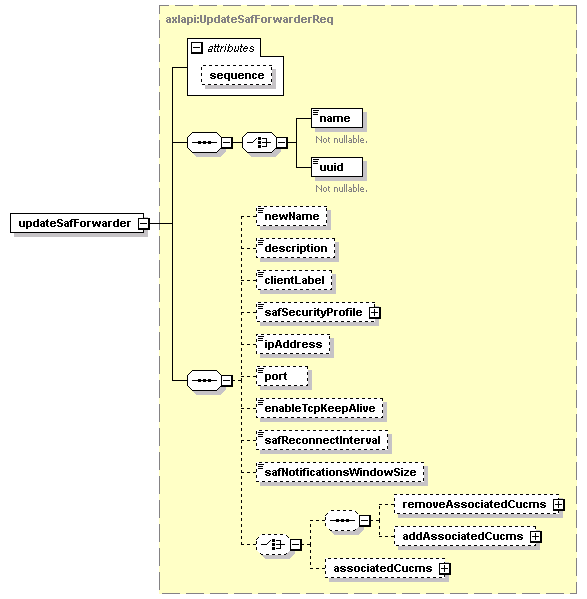 axlapi:UpdateSafForwarderReq
attributes
sequence
name
Not nullable.
uuid
Not nullable.
updateSafForwarder
newName
description
clientLabel
safSecurityProfile
ipAddress
port
enableTcpKeepAlive
safReconnectInterval
safNotificationsWindowSize
removeAssociatedCucms
addAssociatedCucms
associatedCucms